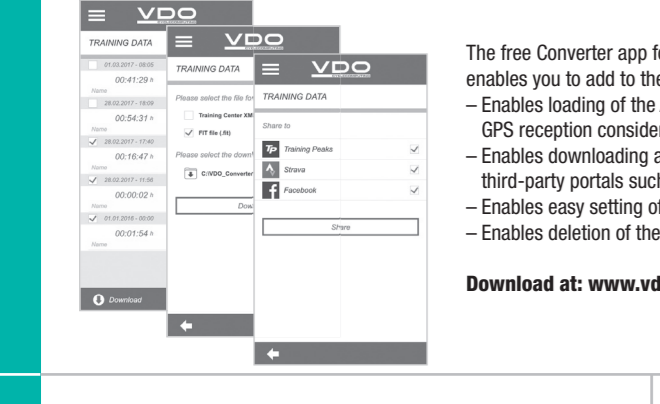 VDO
CYCLECOMPUTING
TRAINING DATA
01.03.2017 - 08:05
00:41:29 h
Name
28.02.2017 - 18:09
00:54:31 h
Name
28.02.2017 - 17:40
00:16:47 h
Name
28.02.2017 - 11:56
00:00:02 h
Name
01.01.2016 - 00:00
00:01:54 h
Name
Download
VDO
TRAINING DATA
Please select the file for
Training Center XM
FIT file (.fit)
Please select the down
C:\VDO_Converter
Dow
VDO
CYCLECOMPUTING
TRAINING DATA
Share to
TP Training Peaks
Strava
f Facebook
Share
The free Converter app fo
enables you to add to the
– Enables loading of the
GPS reception consider
– Enables downloading a
third-party portals such
– Enables easy setting of
– Enables deletion of the
Download at: www.vd